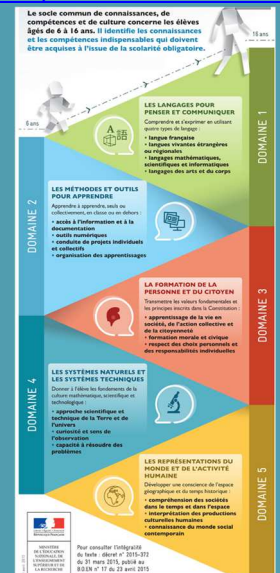 Le socle commun de connaissances, de
compétences et de culture concerne les élèves
âgés de 6 à 16 ans. Il identifie les connaissances
et les compétences indispensables qui doivent
être acquises à l'issue de la scolarité obligatoire.
16 ans
6 ans
DOMAINE 1
LES LANGAGES POUR
PENSER ET COMMUNIQUER
Comprendre et s'exprimer en utilisant
quatre types de langage :
• langue française
• langues vivantes étrangères
ou régionales
• langages mathématiques,
scientifiques et informatiques
• langages des arts et du corps
DOMAINE 2
LES MÉTHODES ET OUTILS
POUR APPRENDRE
Apprendre à apprendre, seuls ou
collectivement, en classe ou en dehors :
• accès à l'information et à la
documentation
• outils numériques
• conduite de projets individuels
et collectifs
• organisation des apprentissages
DOMAINE 3
LA FORMATION DE LA
PERSONNE ET DU CITOYEN
Transmettre les valeurs fondamentales et
les principes inscrits dans la Constitution :
• apprentissage de la vie en
société, de l'action collective et
de la citoyenneté
• formation morale et civique
• respect des choix personnels et
des responsabilités individuelles
DOMAINE 4
LES SYSTÈMES NATURELS ET
LES SYSTÈMES TECHNIQUES
Donner à l'élève les fondements de la
culture mathématique, scientifique et
technologique :
• approche scientifique et
technique de la Terre et de
l'univers
• curiosité et sens de
l'observation
• capacité à résoudre des
problèmes
DOMAINE 5
LES REPRÉSENTATIONS DU
MONDE ET DE L'ACTIVITÉ
HUMAINE
Développer une conscience de l'espace
géographique et du temps historique :
• compréhension des sociétés
dans le temps et dans l'espace
• interprétation des productions
culturelles humaines
• connaissance du monde social
contemporain
MINISTÈRE
DE L'ÉDUCATION
NATIONALE, DE
L'ENSEIGNEMENT
SUPÉRIEUR ET DE
LA RECHERCHE
Pour consulter l'intégralité
du texte : décret n° 2015-372
du 31 mars 2015, publié au
B.O.EN n° 17 du 23 avril 2015